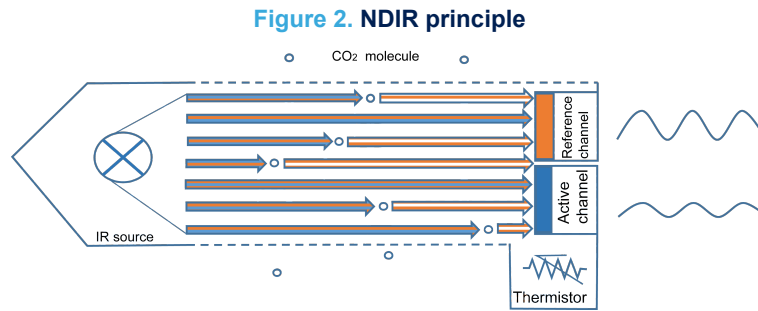 Figure 2. NDIR principle
CO2 molecule
Reference
channel
Active
channel
IR source
Thermistor